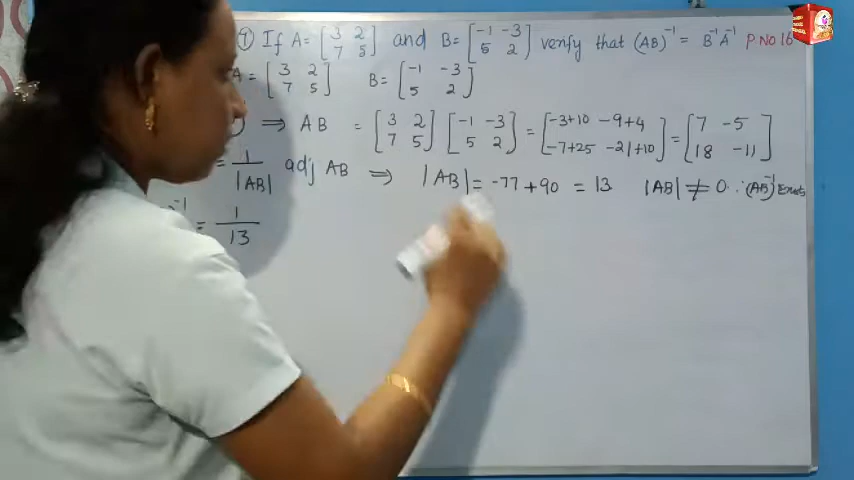 ① If A = [3 2 7 5] and B = [-1 -3 5 2] verify that (AB)⁻¹ = B⁻¹ A⁻¹ P NO 16
A = [3 2 7 5] B = [-1 -3 5 2]
⇒ AB = [3 2 7 5] [-1 -3 5 2] = [-3+10 -9+4 -7+25 -21+10] = [7 -5 18 -11]
= 1/|AB| adj AB ⇒ |AB| = -77 + 90 = 13 |AB| ≠ 0 ∴ (AB)⁻¹ Exists
⁻¹ = 1/13